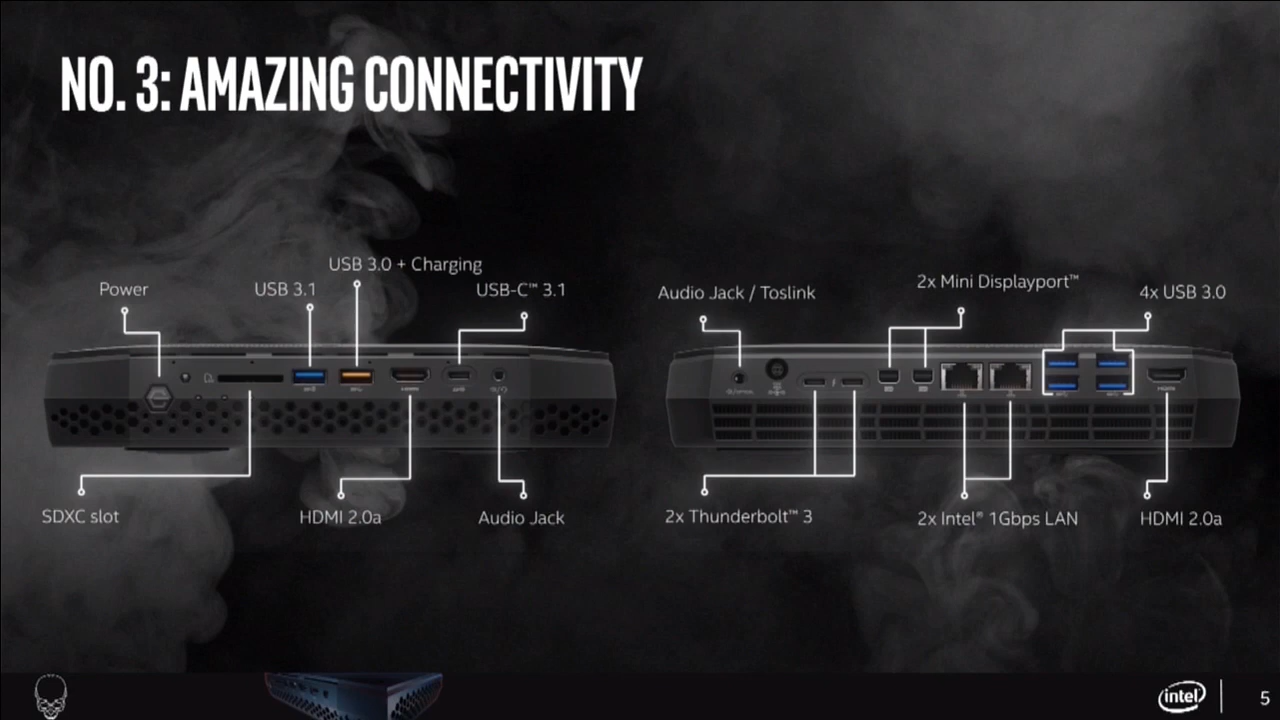 NO. 3: AMAZING CONNECTIVITY
USB 3.0 + Charging
Power
USB 3.1
USB-C™ 3.1
SDXC slot
HDMI 2.0a
Audio Jack
2x Mini Displayport™
Audio Jack / Toslink
4x USB 3.0
2x Thunderbolt™ 3
2x Intel® 1Gbps LAN
HDMI 2.0a
intel
5